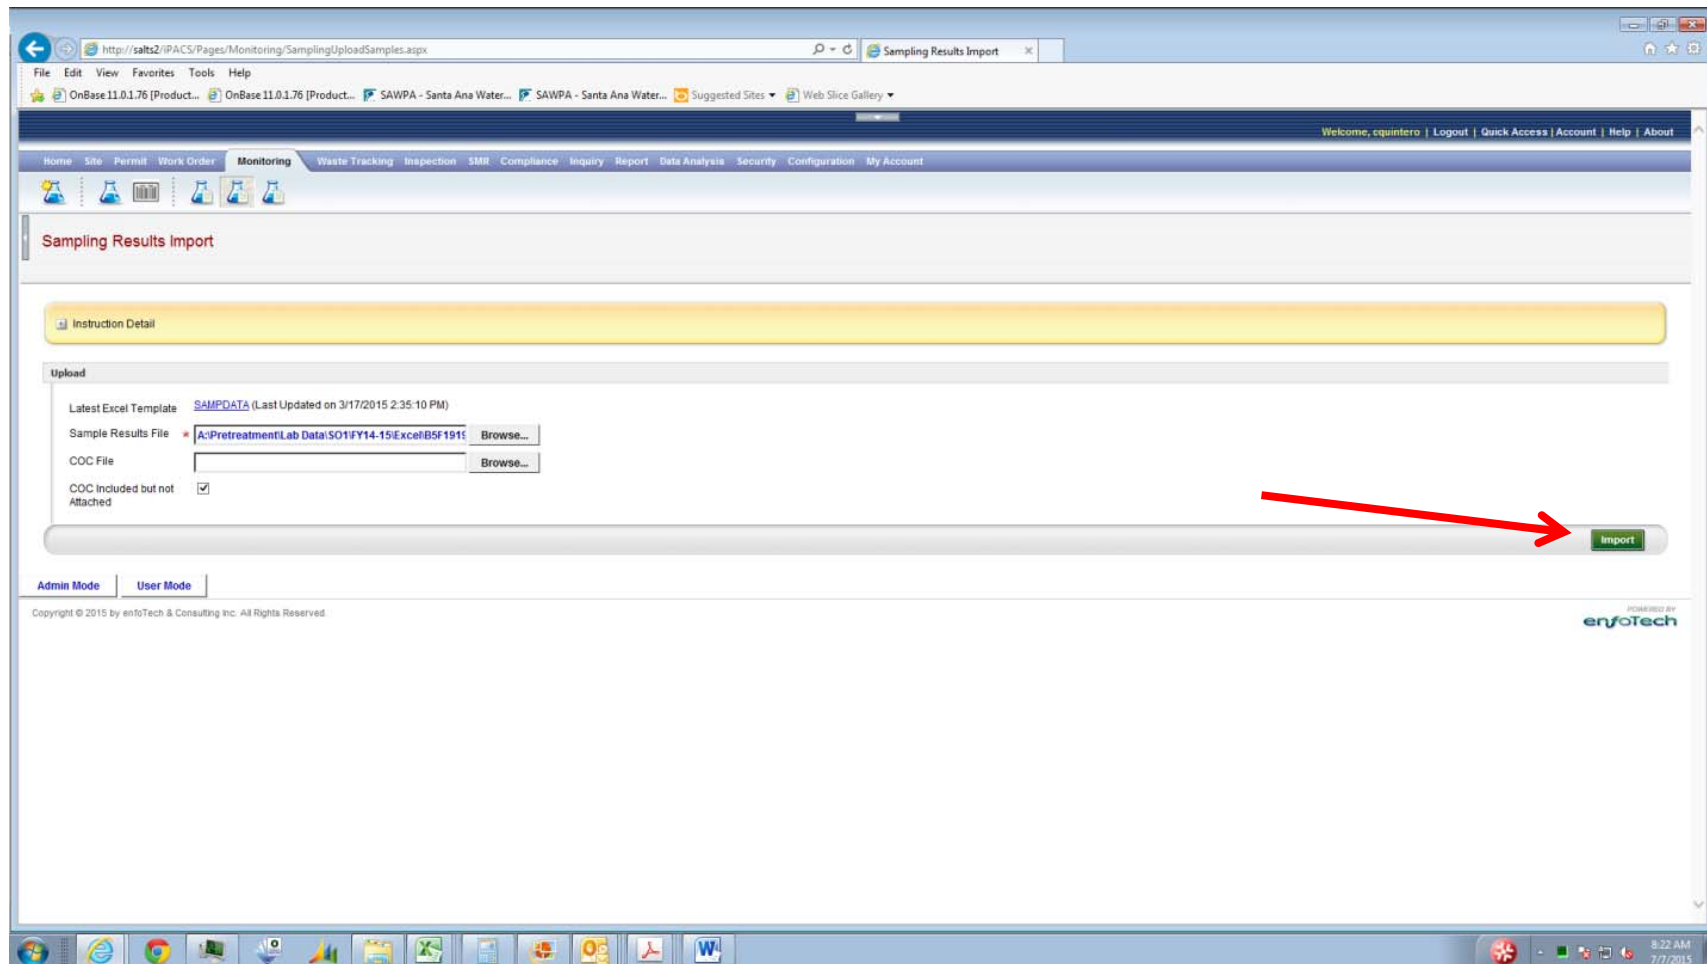 http://salts2/iPACS/Pages/Monitoring/SamplingUploadSamples.aspx
Sampling Results Import
File Edit View Favorites Tools Help
OnBase 11.0.1.76 [Product... OnBase 11.0.1.76 [Product... SAWPA - Santa Ana Water... SAWPA - Santa Ana Water... Suggested Sites Web Slice Gallery
Welcome, cquintero | Logout | Quick Access | Account | Help | About
Home Site Permit Work Order Monitoring Waste Tracking Inspection SMR Compliance Inquiry Report Data Analysis Security Configuration My Account
Sampling Results Import
Instruction Detail
Upload
Latest Excel Template SAMPDATA (Last Updated on 3/17/2015 2:35:10 PM)
Sample Results File * A:\Pretreatment\Lab Data\SO1\FY14-15\Excel\B5F1919 Browse...
COC File Browse...
COC Included but not
Attached
Import
Admin Mode User Mode
Copyright © 2015 by enfoTech & Consulting Inc. All Rights Reserved.
POWERED BY
enfoTech
8:22 AM
7/7/2015